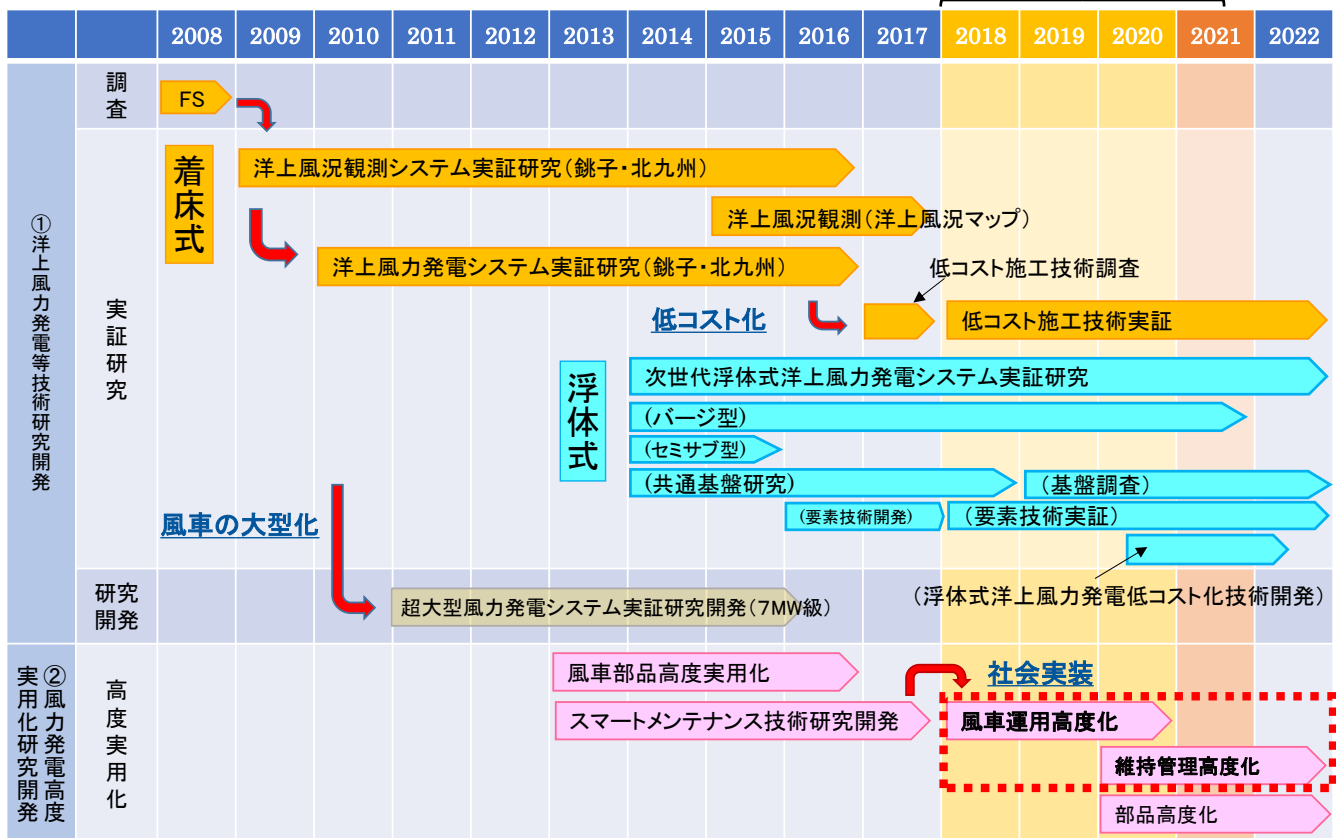 2008 2009 2010 2011 2012 2013 2014 2015 2016 2017 2018 2019 2020 2021 2022
①洋上風力発電等技術研究開発
調査
FS
実証研究
着床式
洋上風況観測システム実証研究(銚子・北九州)
洋上風況観測(洋上風況マップ)
洋上風力発電システム実証研究(銚子・北九州)
低コスト施工技術調査
低コスト化
低コスト施工技術実証
浮体式
次世代浮体式洋上風力発電システム実証研究
(バージ型)
(セミサブ型)
(共通基盤研究)
(基盤調査)
(要素技術開発)
(要素技術実証)
風車の大型化
(浮体式洋上風力発電低コスト化技術開発)
研究
開発
超大型風力発電システム実証研究開発(7MW級)
②風力発電高度
実用化研究開発
高度実用化
風車部品高度実用化
社会実装
スマートメンテナンス技術研究開発
風車運用高度化
維持管理高度化
部品高度化